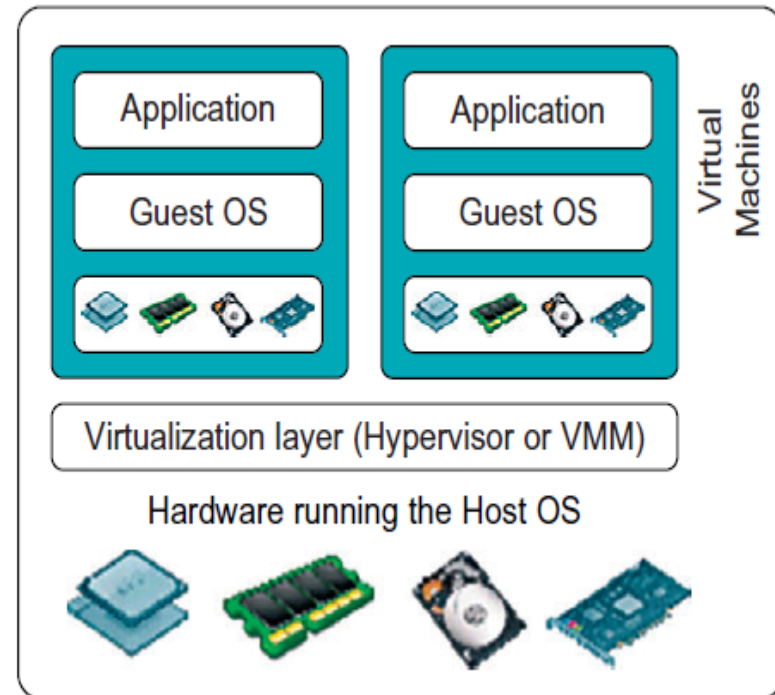 Application
Application
Guest OS
Guest OS
Virtual
Machines
Virtualization layer (Hypervisor or VMM)
Hardware running the Host OS